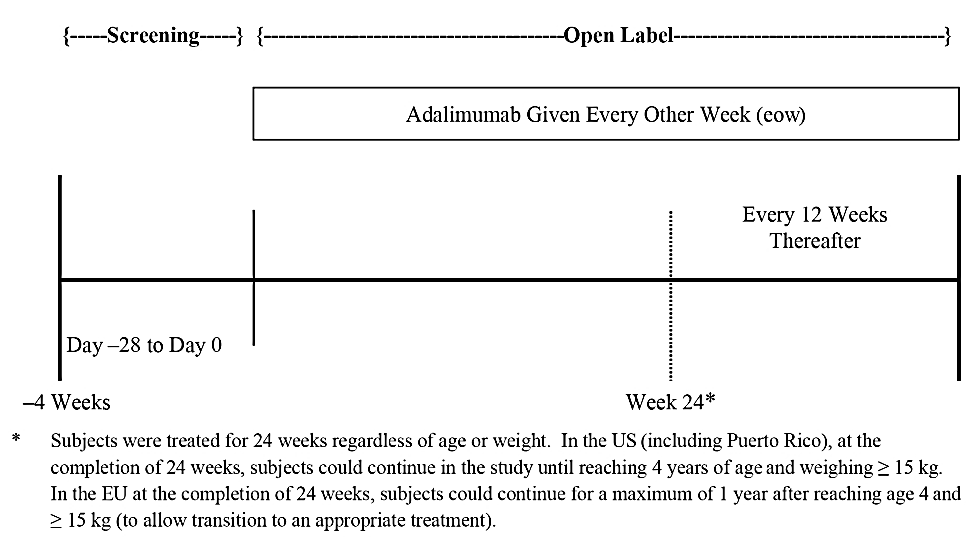 {-----Screening-----} {-----------------------------------------Open Label-------------------------------------}
Adalimumab Given Every Other Week (eow)
Every 12 Weeks
Thereafter
Day –28 to Day 0
–4 Weeks
Week 24*
* Subjects were treated for 24 weeks regardless of age or weight. In the US (including Puerto Rico), at the
completion of 24 weeks, subjects could continue in the study until reaching 4 years of age and weighing ≥ 15 kg.
In the EU at the completion of 24 weeks, subjects could continue for a maximum of 1 year after reaching age 4 and
≥ 15 kg (to allow transition to an appropriate treatment).